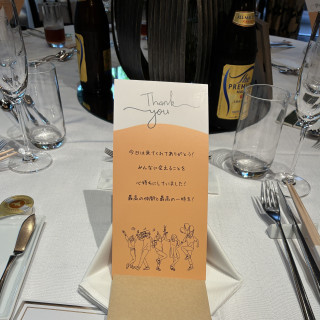 Thank
you
今日は来てくれてありがとう!
みんなに会えることを
心待ちにしていました!
最高の仲間と最高の一時を!